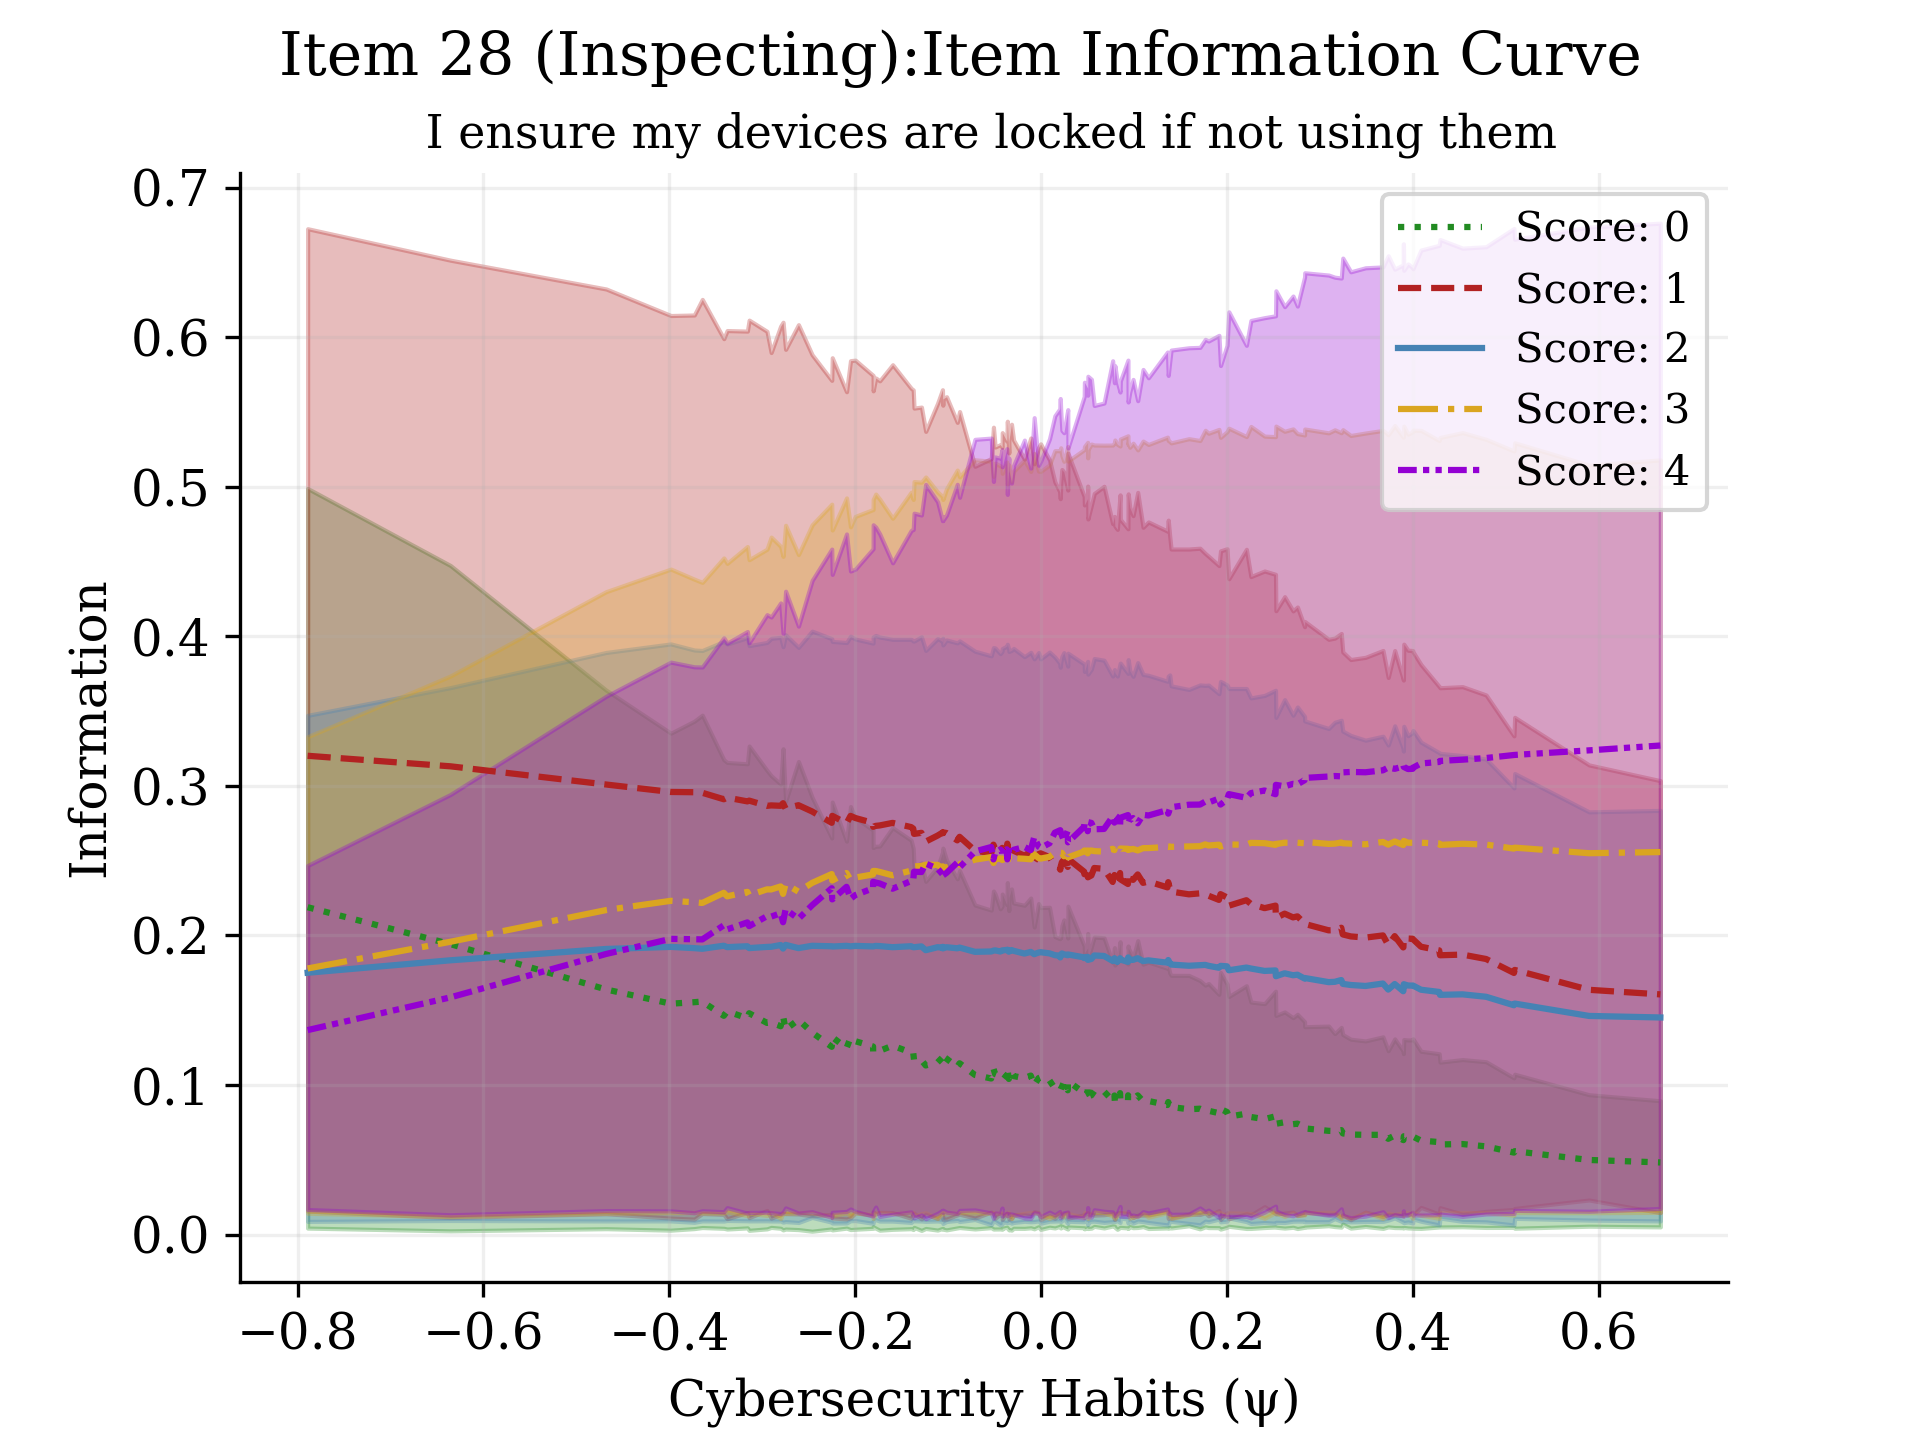 Item 28 (Inspecting):Item Information Curve
I ensure my devices are locked if not using them
Information
0.7
0.6
0.5
0.4
0.3
0.2
0.1
0.0
−0.8
−0.6
−0.4
−0.2
0.0
0.2
0.4
0.6
Cybersecurity Habits (ψ)
Score: 0
Score: 1
Score: 2
Score: 3
Score: 4